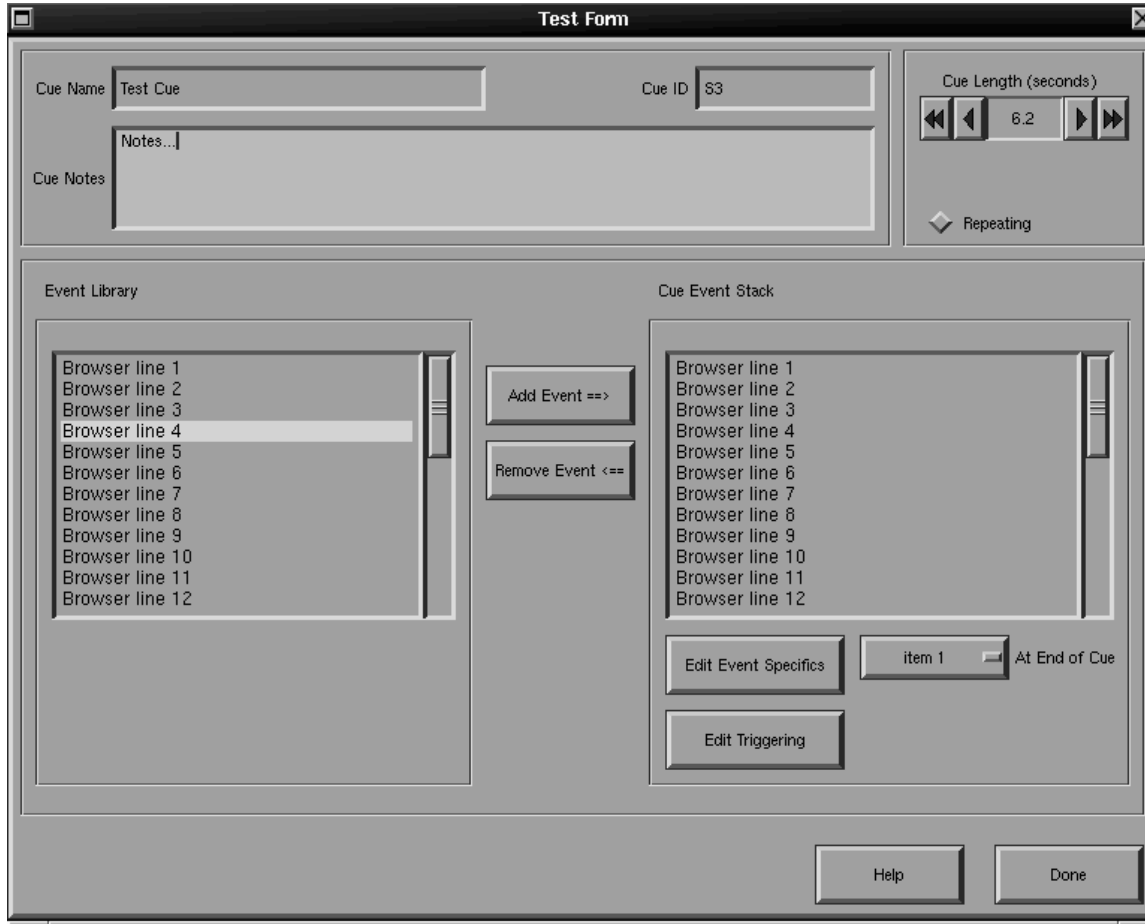 Test Form
Cue Name Test Cue
Cue ID S3
Cue Notes Notes...
Cue Length (seconds)
6.2
Repeating
Event Library
Browser line 1
Browser line 2
Browser line 3
Browser line 4
Browser line 5
Browser line 6
Browser line 7
Browser line 8
Browser line 9
Browser line 10
Browser line 11
Browser line 12
Add Event ==>
Remove Event <==
Cue Event Stack
Browser line 1
Browser line 2
Browser line 3
Browser line 4
Browser line 5
Browser line 6
Browser line 7
Browser line 8
Browser line 9
Browser line 10
Browser line 11
Browser line 12
Edit Event Specifics
item 1 At End of Cue
Edit Triggering
Help
Done